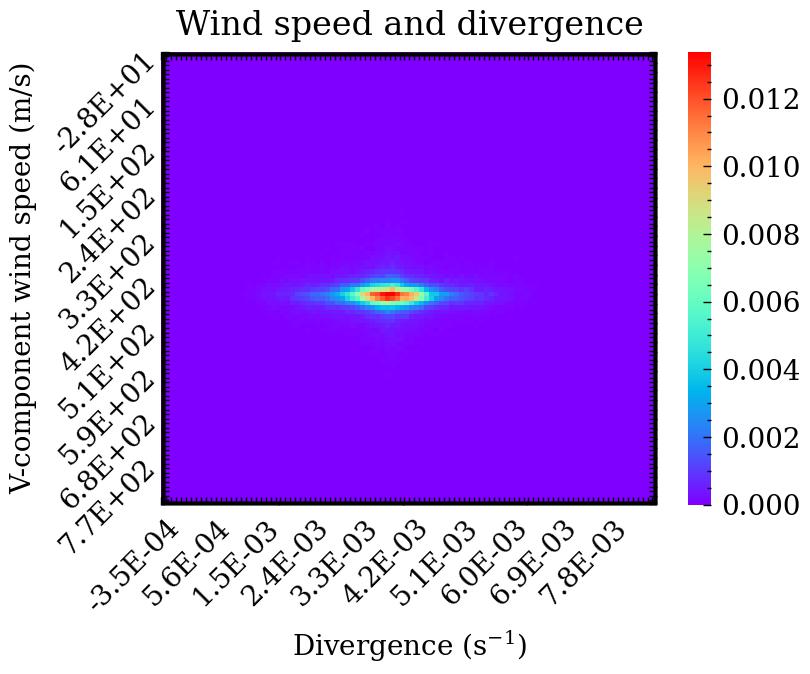 Wind speed and divergence
V-component wind speed (m/s)
-2.8E+01
6.1E+01
1.5E+02
2.4E+02
3.3E+02
4.2E+02
5.1E+02
5.9E+02
6.8E+02
7.7E+02
-3.5E-04
5.6E-04
1.5E-03
2.4E-03
3.3E-03
4.2E-03
5.1E-03
6.0E-03
6.9E-03
7.8E-03
Divergence (s⁻¹)
0.012
0.010
0.008
0.006
0.004
0.002
0.000